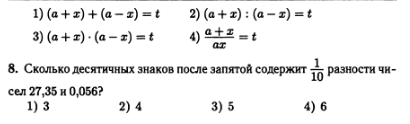 1) (a + x) + (a − x) = t 2) (a + x) : (a − x) = t
3) (a + x) · (a − x) = t 4) \frac{a + x}{ax} = t
8. Сколько десятичных знаков после запятой содержит \frac{1}{10} разности чи-
сел 27,35 и 0,056?
1) 3 2) 4 3) 5 4) 6